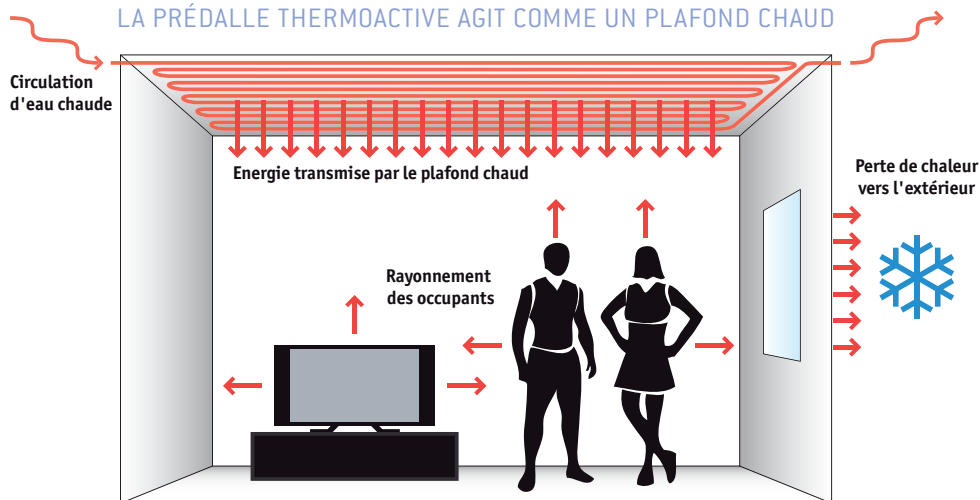 LA PRÉDALLE THERMOACTIVE AGIT COMME UN PLAFOND CHAUD
Circulation
d'eau chaude
Energie transmise par le plafond chaud
Perte de chaleur
vers l'extérieur
Rayonnement
des occupants